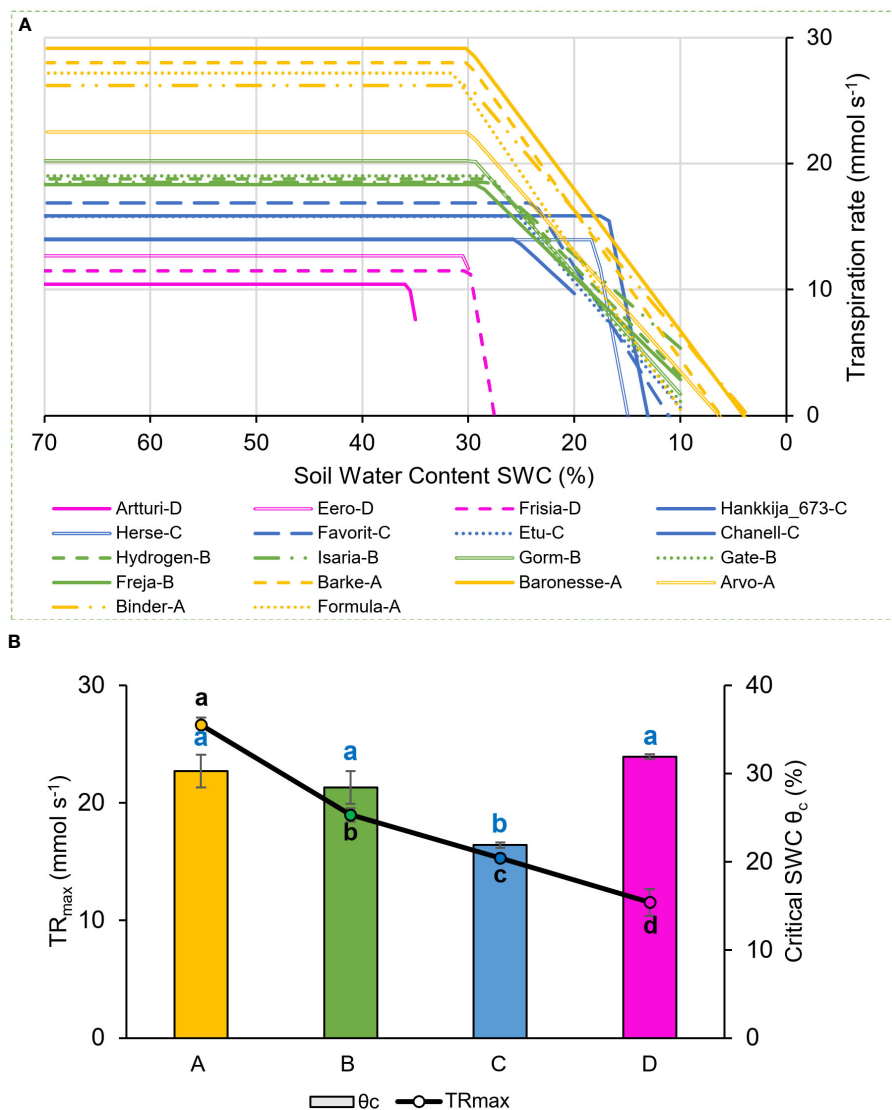 A
30
20
10
0
Transpiration rate (mmol s⁻¹)
70 60 50 40 30 20 10 0
Soil Water Content SWC (%)
Artturi-D Eero-D Frisia-D Hankkija_673-C
Herse-C Favorit-C Etu-C Chanell-C
Hydrogen-B Isaria-B Gorm-B Gate-B
Freja-B Barke-A Baronesse-A Arvo-A
Binder-A Formula-A
B
30
20
10
0
TRmax (mmol s⁻¹)
a
a
a
b
b
c
a
d
40
30
20
10
0
Critical SWC θc (%)
A B C D
θc TRmax